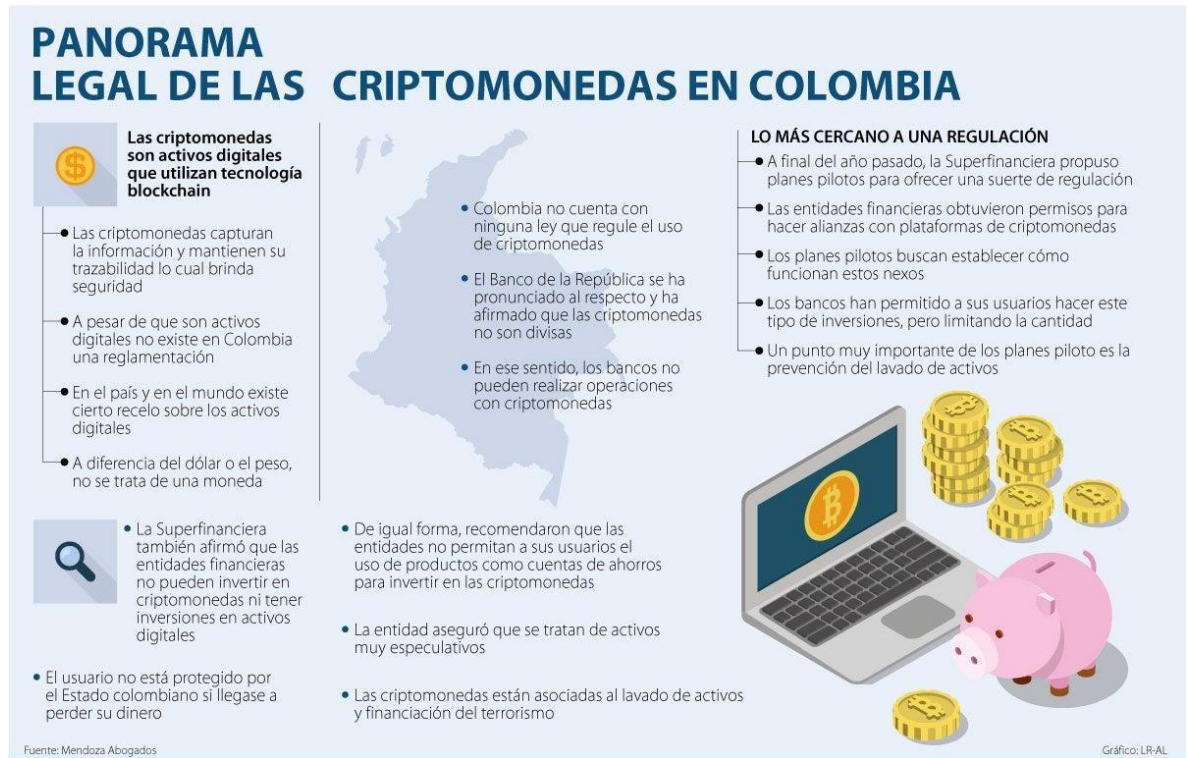 PANORAMA
LEGAL DE LAS CRIPTOMONEDAS EN COLOMBIA
Las criptomonedas
son activos digitales
que utilizan tecnología
blockchain
Las criptomonedas capturan
la información y mantienen su
trazabilidad lo cual brinda
seguridad
A pesar de que son activos
digitales no existe en Colombia
una reglamentación
En el país y en el mundo existe
cierto recelo sobre los activos
digitales
A diferencia del dólar o el peso,
no se trata de una moneda
• Colombia no cuenta con
ninguna ley que regule el uso
de criptomonedas
• El Banco de la República se ha
pronunciado al respecto y ha
afirmado que las criptomonedas
no son divisas
• En ese sentido, los bancos no
pueden realizar operaciones
con criptomonedas
LO MÁS CERCANO A UNA REGULACIÓN
A final del año pasado, la Superfinanciera propuso
planes pilotos para ofrecer una suerte de regulación
Las entidades financieras obtuvieron permisos para
hacer alianzas con plataformas de criptomonedas
Los planes pilotos buscan establecer cómo
funcionan estos nexos
Los bancos han permitido a sus usuarios hacer este
tipo de inversiones, pero limitando la cantidad
Un punto muy importante de los planes piloto es la
prevención del lavado de activos
• La Superfinanciera
también afirmó que las
entidades financieras
no pueden invertir en
criptomonedas ni tener
inversiones en activos
digitales
• El usuario no está protegido por
el Estado colombiano si llegase a
perder su dinero
• De igual forma, recomendaron que las
entidades no permitan a sus usuarios el
uso de productos como cuentas de ahorros
para invertir en las criptomonedas
• La entidad aseguró que se tratan de activos
muy especulativos
• Las criptomonedas están asociadas al lavado de activos
y financiación del terrorismo
Fuente: Mendoza Abogados
Gráfico: LR-AL